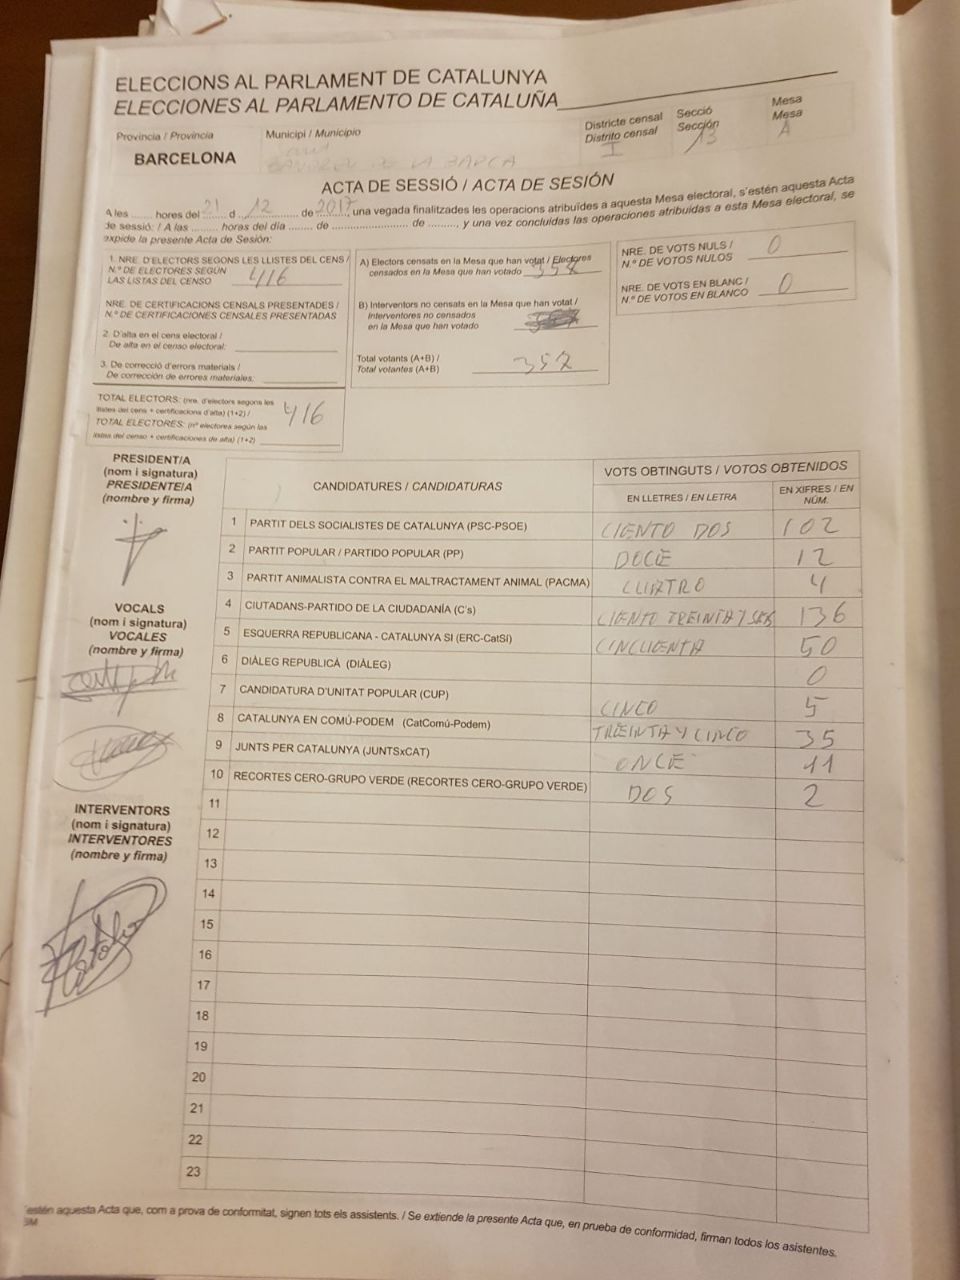 ELECCIONS AL PARLAMENT DE CATALUNYA
ELECCIONES AL PARLAMENTO DE CATALUÑA
Provincia / Provincia
BARCELONA
Municipi / Municipio
SANT
ANDREU DE LA BARCA
Districte censal
Distrito censal
I
Secció
Sección
13
Mesa
Mesa
A
ACTA DE SESSIÓ / ACTA DE SESIÓN
A les ...... hores del 21 d 12 de 2017, una vegada finalitzades les operacions atribuïdes a aquesta Mesa electoral, s'estén aquesta Acta
de sessió: / A las ...... horas del día ...... de ...... de ......, y una vez concluidas las operaciones atribuidas a esta Mesa electoral, se
expide la presente Acta de Sesión:
1. NRE. D'ELECTORS SEGONS LES LLISTES DEL CENS /
N.º DE ELECTORES SEGÚN
LAS LISTAS DEL CENSO 416
NRE. DE CERTIFICACIONS CENSALS PRESENTADES /
N.º DE CERTIFICACIONES CENSALES PRESENTADAS
2. D'alta en el cens electoral /
De alta en el censo electoral:
3. De correcció d'errors materials /
De corrección de errores materiales:
TOTAL ELECTORS: (nre. d'electors segons les
llistes del cens + certificacions d'alta) (1+2) /
TOTAL ELECTORES: (nº electores según las
listas del censo + certificaciones de alta) (1+2)
416
A) Electors censats en la Mesa que han votat / Electores
censados en la Mesa que han votado 357
B) Interventors no censats en la Mesa que han votat /
Interventores no censados
en la Mesa que han votado
Total votants (A+B) /
Total votantes (A+B) 357
NRE. DE VOTS NULS /
N.º DE VOTOS NULOS 0
NRE. DE VOTS EN BLANC /
N.º DE VOTOS EN BLANCO 0
PRESIDENT/A
(nom i signatura)
PRESIDENTE/A
(nombre y firma)
VOCALS
(nom i signatura)
VOCALES
(nombre y firma)
INTERVENTORS
(nom i signatura)
INTERVENTORES
(nombre y firma)
CANDIDATURES / CANDIDATURAS
VOTS OBTINGUTS / VOTOS OBTENIDOS
EN LLETRES / EN LETRA
EN XIFRES / EN
NÚM.
1 PARTIT DELS SOCIALISTES DE CATALUNYA (PSC-PSOE) CIENTO DOS 102
2 PARTIT POPULAR / PARTIDO POPULAR (PP) DOCE 12
3 PARTIT ANIMALISTA CONTRA EL MALTRACTAMENT ANIMAL (PACMA) CUATRO 4
4 CIUTADANS-PARTIDO DE LA CIUDADANÍA (C's) CIENTO TREINTA Y SEIS 136
5 ESQUERRA REPUBLICANA - CATALUNYA SI (ERC-CatSí) CINCUENTA 50
6 DIÀLEG REPUBLICÀ (DIÀLEG) 0
7 CANDIDATURA D'UNITAT POPULAR (CUP) CINCO 5
8 CATALUNYA EN COMÚ-PODEM (CatComú-Podem) TREINTA Y CINCO 35
9 JUNTS PER CATALUNYA (JUNTSxCAT) ONCE 11
10 RECORTES CERO-GRUPO VERDE (RECORTES CERO-GRUPO VERDE) DOS 2
11
12
13
14
15
16
17
18
19
20
21
22
23
estén aquesta Acta que, com a prova de conformitat, signen tots els assistents. / Se extiende la presente Acta que, en prueba de conformidad, firman todos los asistentes.